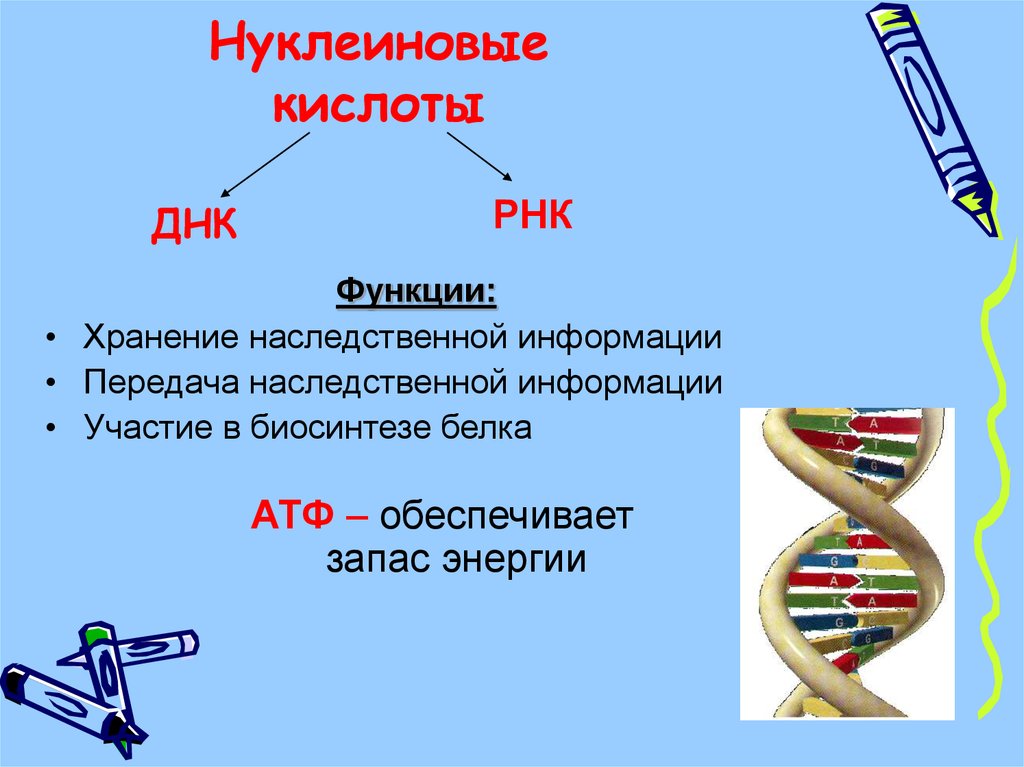 Нуклеиновые
кислоты
ДНК
РНК
Функции:
• Хранение наследственной информации
• Передача наследственной информации
• Участие в биосинтезе белка
АТФ – обеспечивает
запас энергии
T A
A T
G
T A
G
A T
T A
G
G